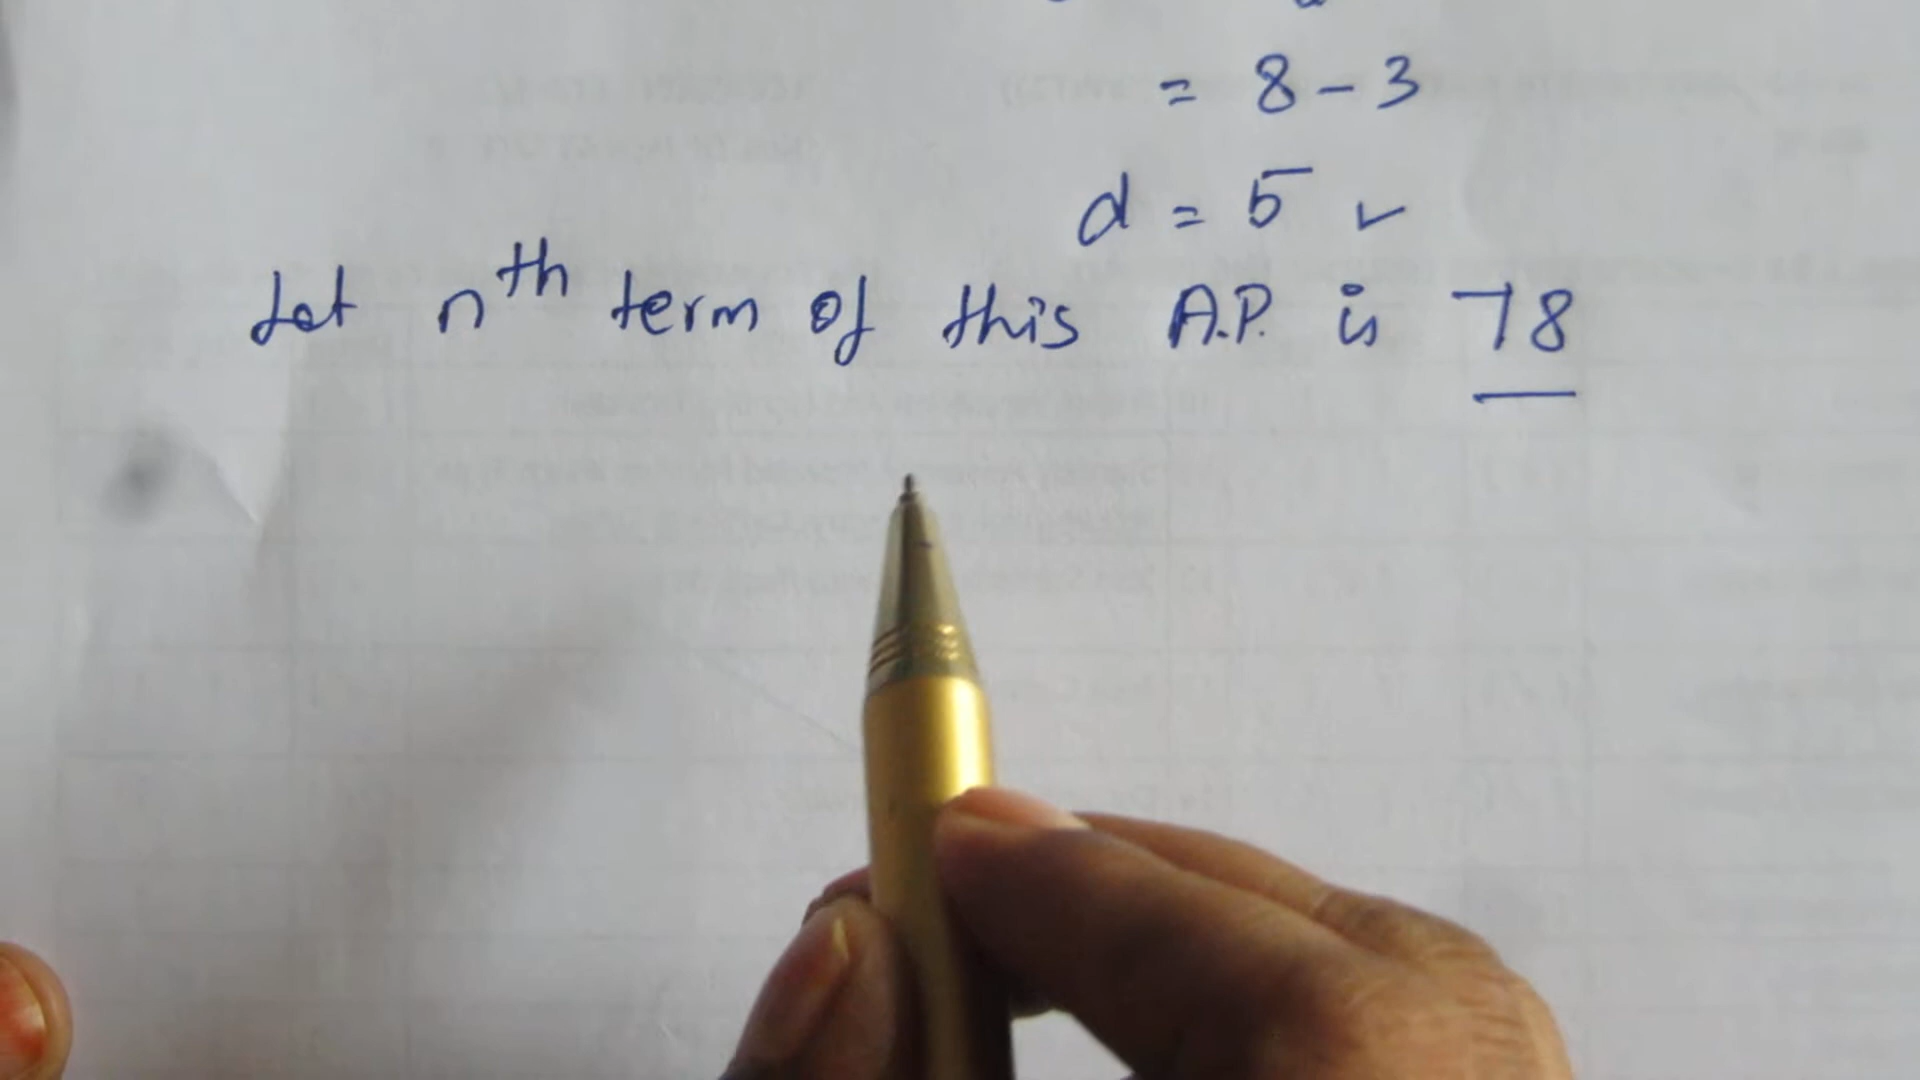 = 8 - 3
d = 5 ✓
Let nth term of this A.P. is 78